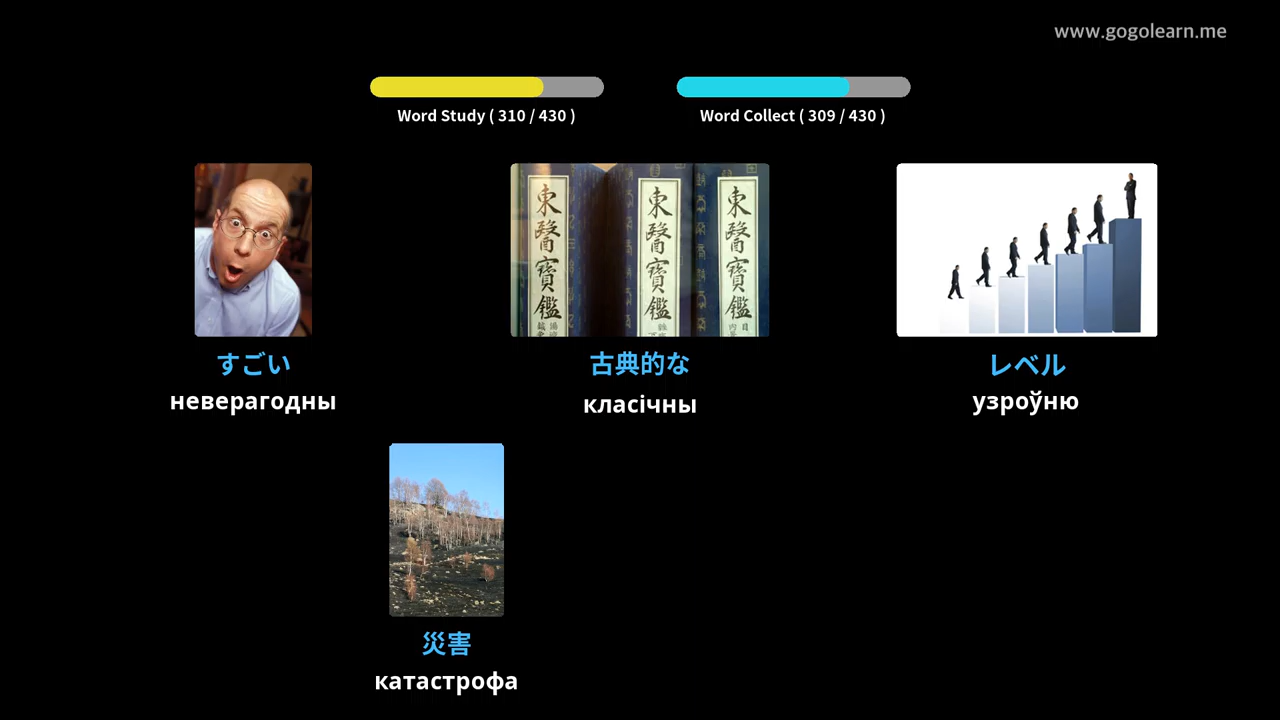 www.gogolearn.me
Word Study ( 310 / 430 )
Word Collect ( 309 / 430 )
東醫寶鑑
東醫寶鑑
東醫寶鑑
すごい
古典的な
レベル
неверагодны
класічны
узроўню
災害
катастрофа